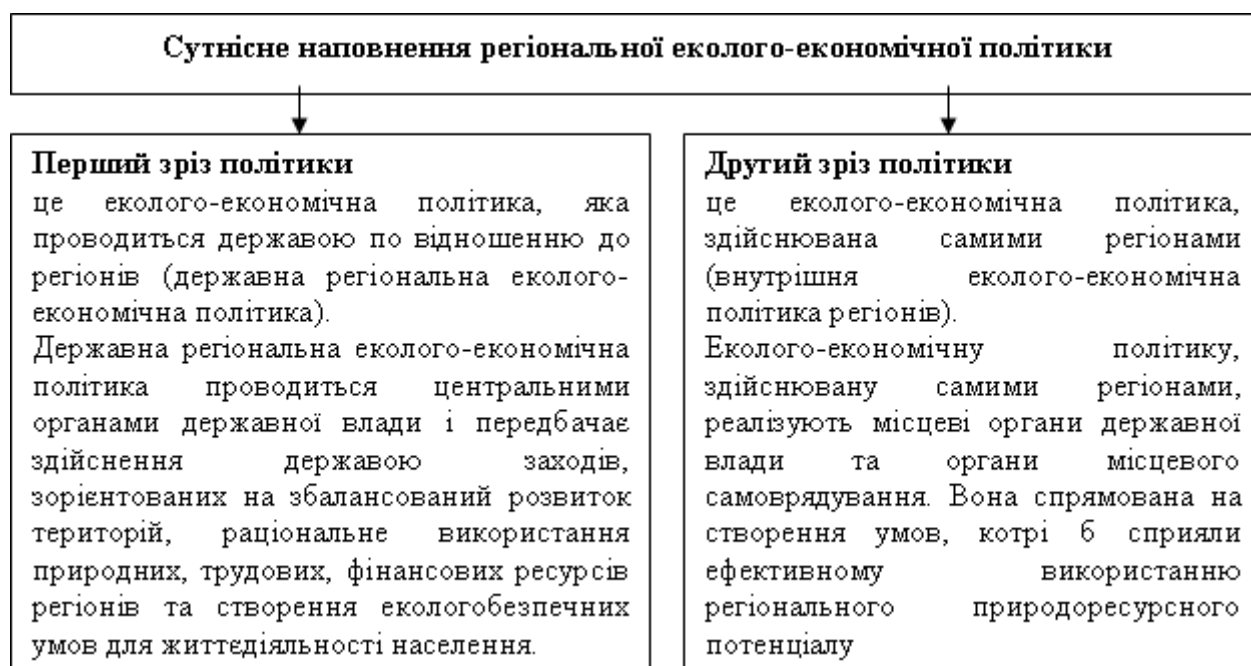 Сутнісне наповнення регіональної еколого-економічної політики
Перший зріз політики
це еколого-економічна політика, яка
проводиться державою по відношенню до
регіонів (державна регіональна еколого-
економічна політика).
Державна регіональна еколого-економічна
політика проводиться центральними
органами державної влади і передбачає
здійснення державою заходів,
зорієнтованих на збалансований розвиток
територій, раціональне використання
природних, трудових, фінансових ресурсів
регіонів та створення екологобезпечних
умов для життєдіяльності населення.
Другий зріз політики
це еколого-економічна політика,
здійснювана самими регіонами
(внутрішня еколого-економічна
політика регіонів).
Еколого-економічну політику,
здійснювану самими регіонами,
реалізують місцеві органи державної
влади та органи місцевого
самоврядування. Вона спрямована на
створення умов, котрі б сприяли
ефективному використанню
регіонального природоресурсного
потенціалу